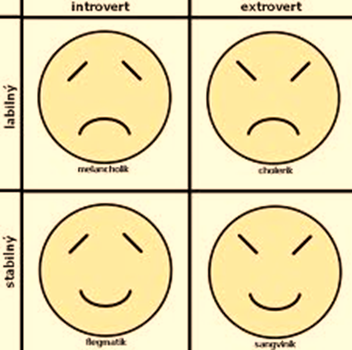 introvert extrovert
labilný
melancholik cholerik
stabilný
flegmatik sangvinik